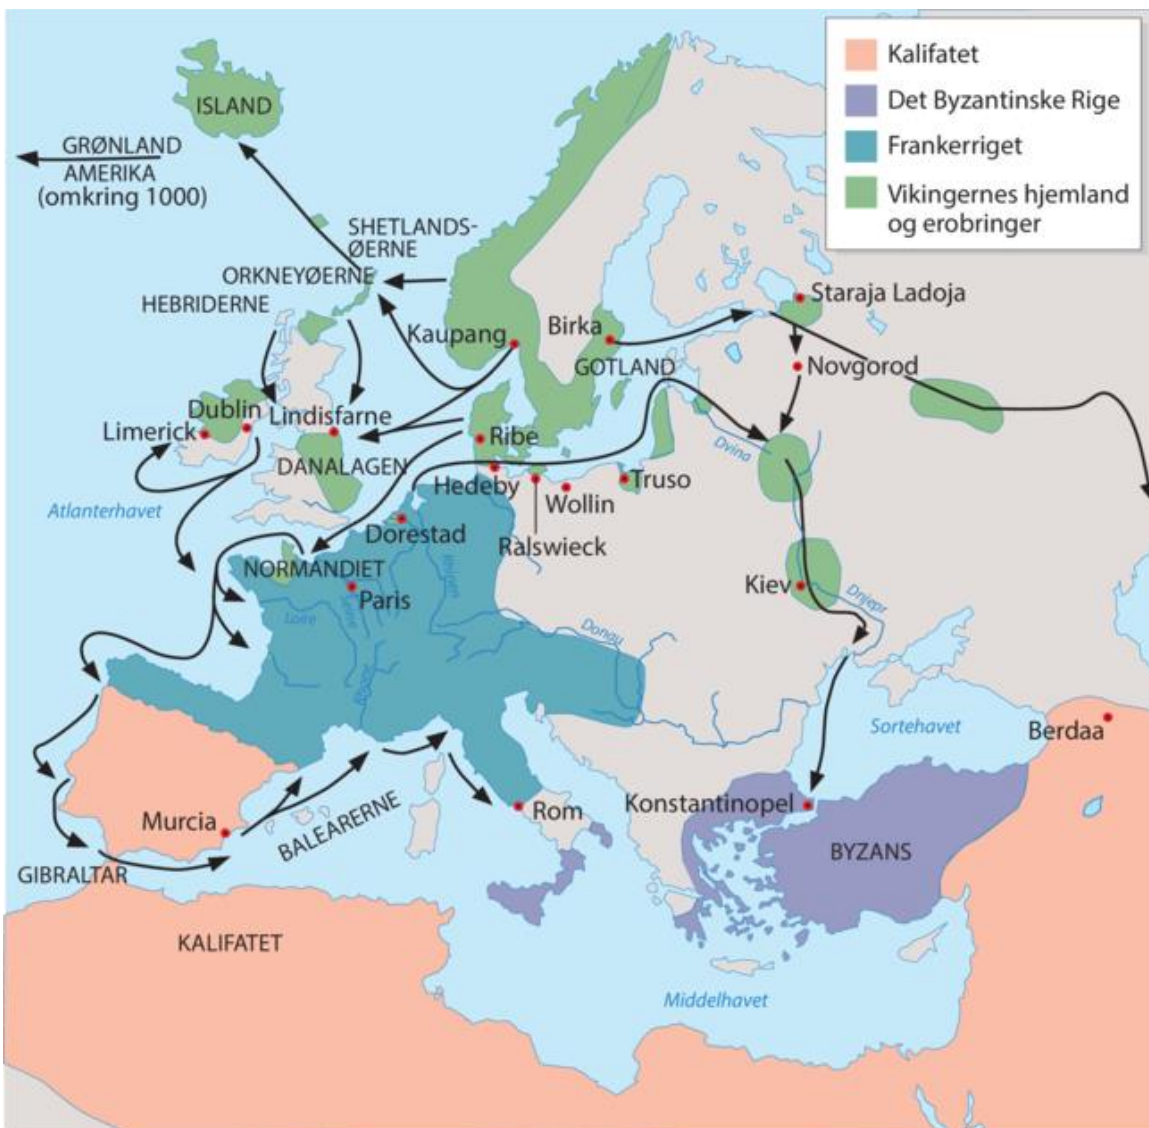 Kalifatet
Det Byzantinske Rige
Frankerriget
Vikingernes hjemland
og erobringer
ISLAND
GRØNLAND
AMERIKA
(omkring 1000)
SHETLANDS-
ØERNE
ORKNEYØERNE
HEBRIDERNE
Staraja Ladoja
Kaupang
Birka
GOTLAND
Novgorod
Dublin
Lindisfarne
Limerick
Ribe
Dvina
DANALAGEN
Hedeby
Truso
Wollin
Atlanterhavet
Dorestad
Ralswieck
NORMANDIET
Paris
Kiev
Dnjepr
Loire
Donau
Sortehavet
Berdaa
Konstantinopel
Rom
Murcia
BALEARERNE
BYZANS
GIBRALTAR
KALIFATET
Middelhavet